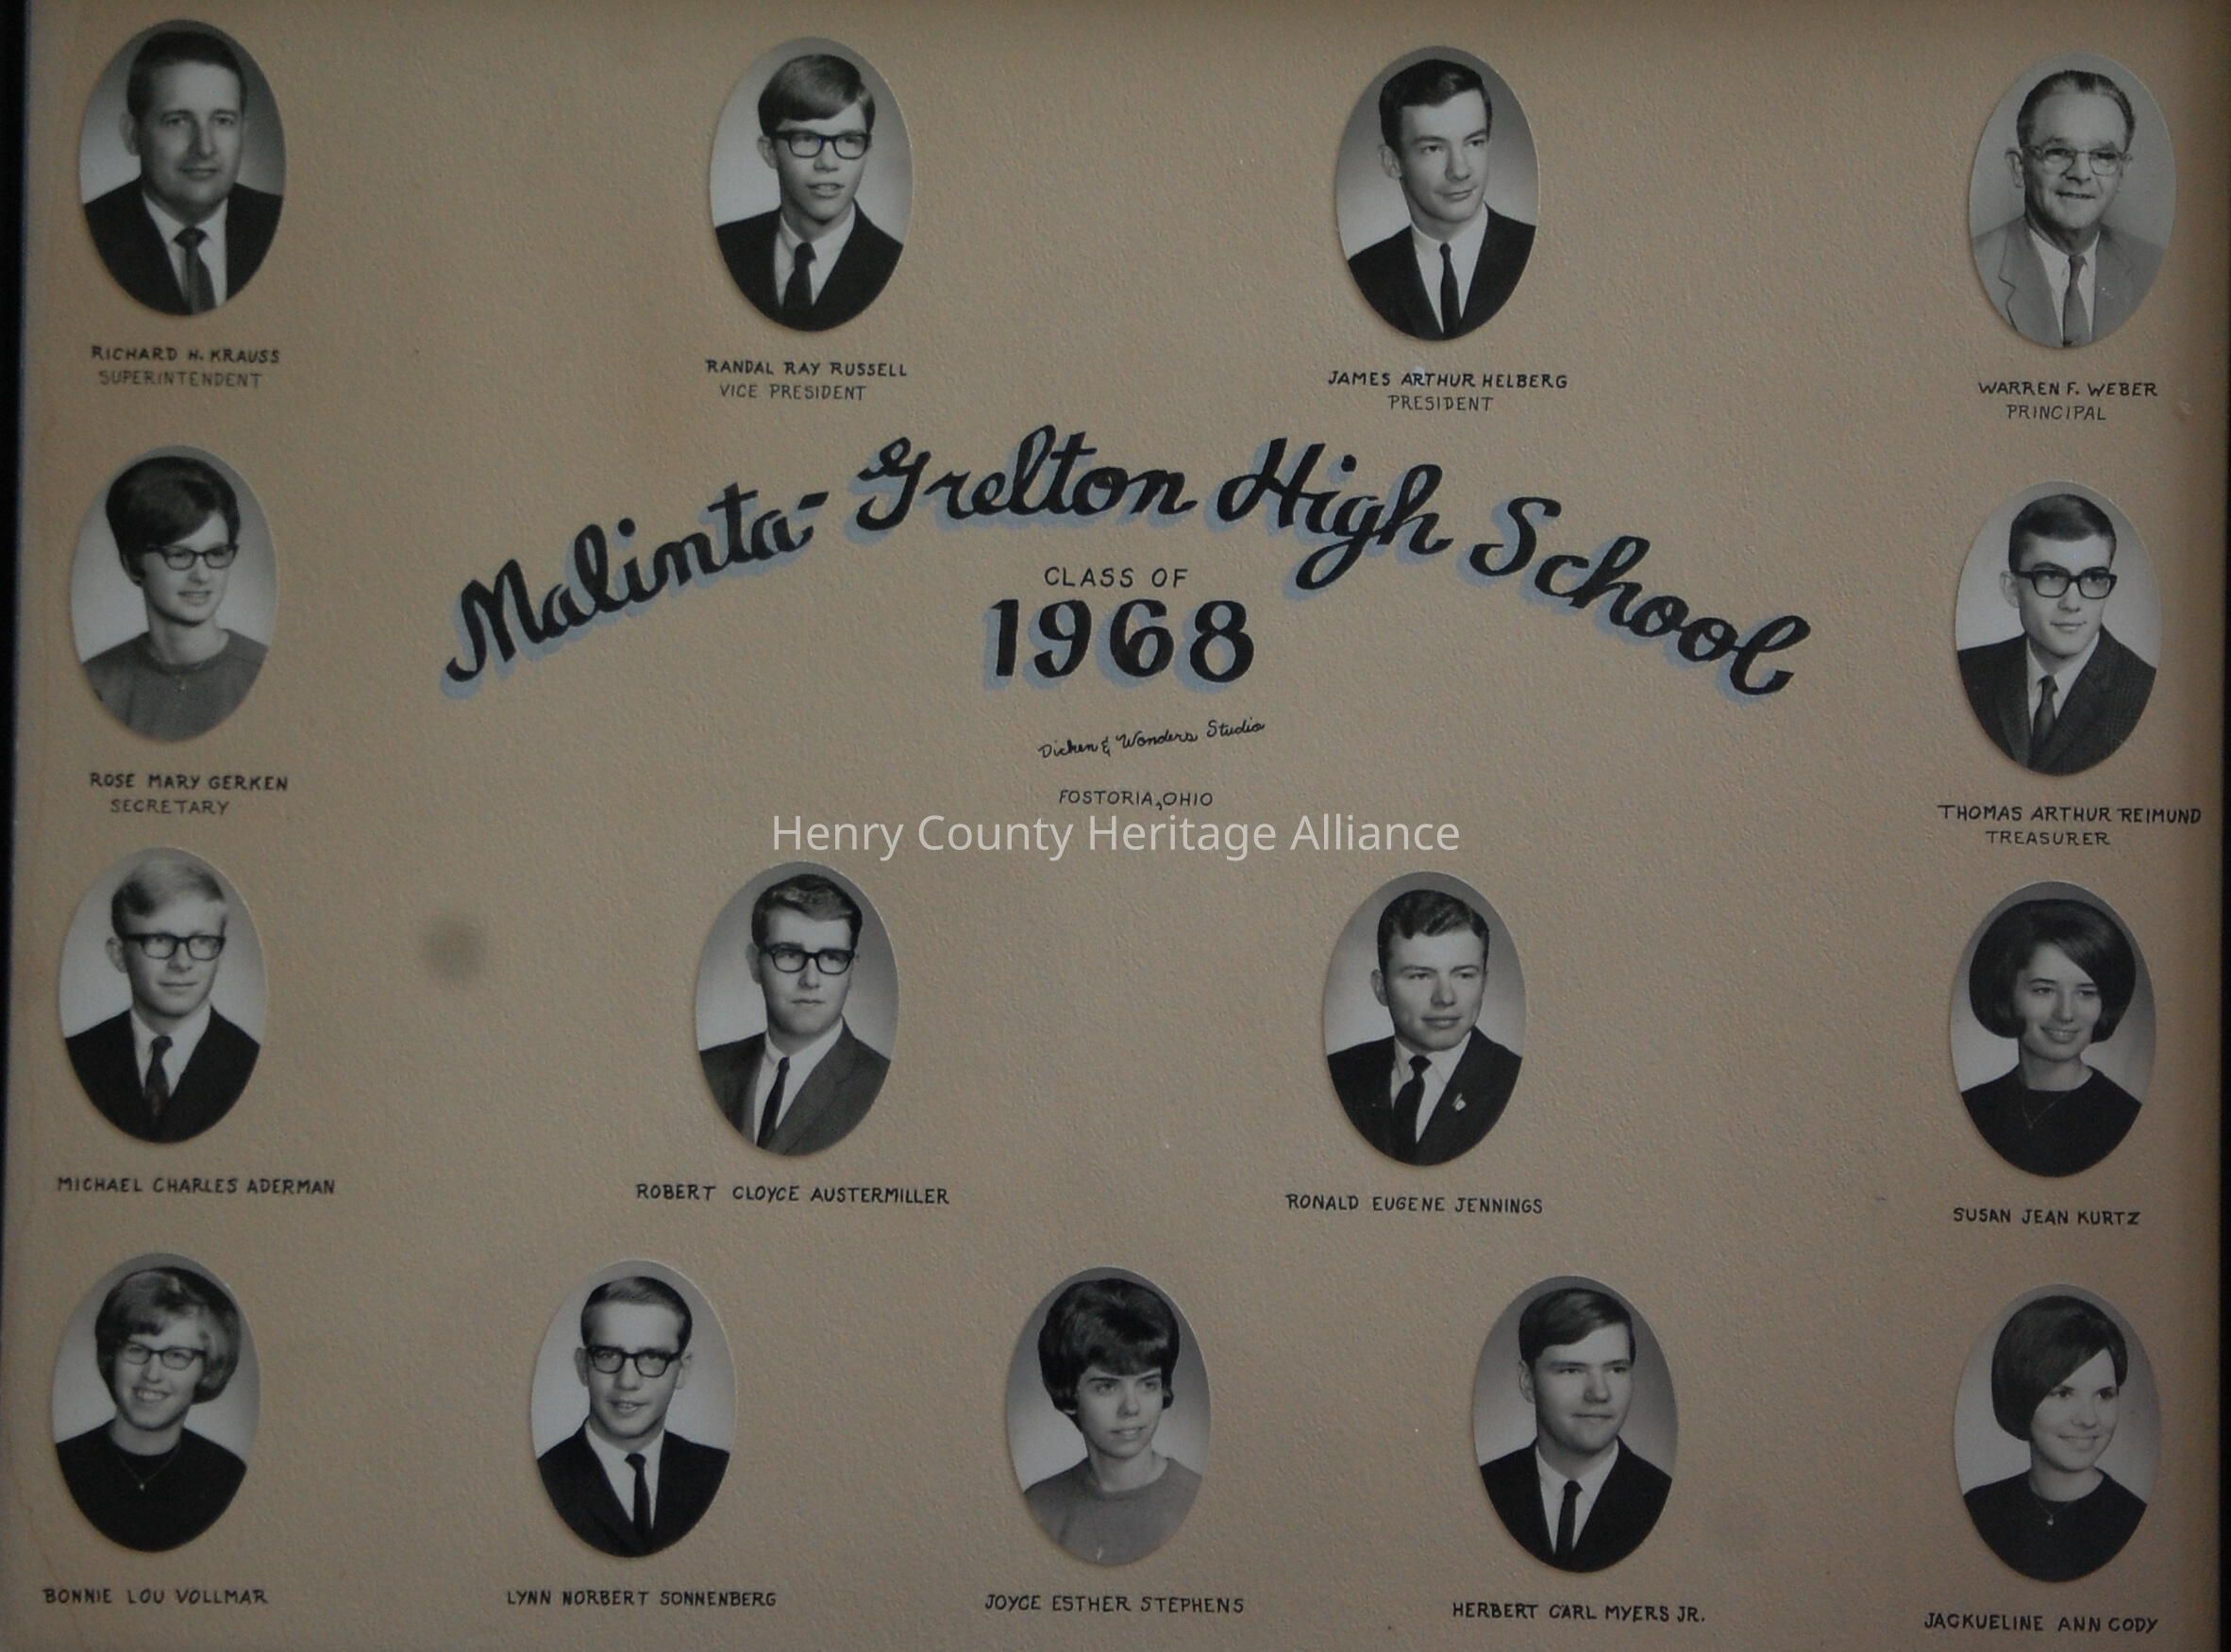 RICHARD H. KRAUSS
SUPERINTENDENT
RANDAL RAY RUSSELL
VICE PRESIDENT
JAMES ARTHUR HELBERG
PRESIDENT
WARREN F. WEBER
PRINCIPAL
Malinta-Grelton High School
CLASS OF
1968
Dicken & Wonders Studio
FOSTORIA, OHIO
Henry County Heritage Alliance
ROSE MARY GERKEN
SECRETARY
THOMAS ARTHUR REIMUND
TREASURER
MICHAEL CHARLES ADERMAN
ROBERT CLOYCE AUSTERMILLER
RONALD EUGENE JENNINGS
SUSAN JEAN KURTZ
BONNIE LOU VOLLMAR
LYNN NORBERT SONNENBERG
JOYCE ESTHER STEPHENS
HERBERT CARL MYERS JR.
JACKUELINE ANN CODY